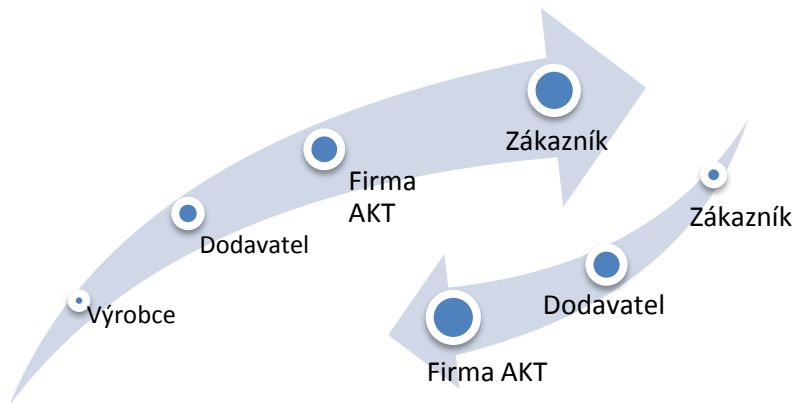 Zákazník
Firma
AKT
Dodavatel
Výrobce
Zákazník
Dodavatel
Firma AKT